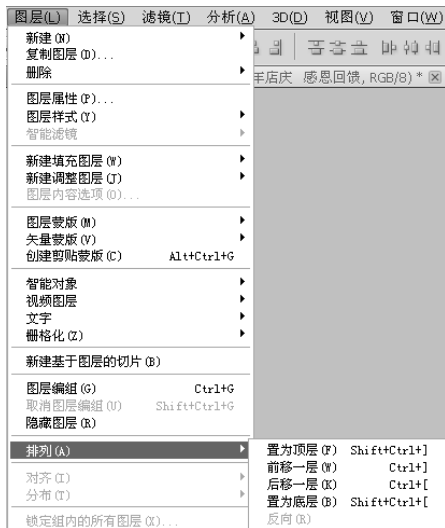 图层(L) 选择(S) 滤镜(T) 分析(A) 3D(D) 视图(V) 窗口(W)
新建(N)
复制图层(D)...
删除
年店庆 感恩回馈, RGB/8) *
图层属性(P)...
图层样式(Y)
智能滤镜
新建填充图层(W)
新建调整图层(J)
图层内容选项(O)...
图层蒙版(M)
矢量蒙版(V)
创建剪贴蒙版(C) Alt+Ctrl+G
智能对象
视频图层
文字
栅格化(Z)
新建基于图层的切片(B)
图层编组(G) Ctrl+G
取消图层编组(U) Shift+Ctrl+G
隐藏图层(R)
排列(A)
置为顶层(F) Shift+Ctrl+]
前移一层(W) Ctrl+]
后移一层(K) Ctrl+[
置为底层(B) Shift+Ctrl+[
反向(R)
对齐(I)
分布(T)
锁定组内的所有图层(X)...